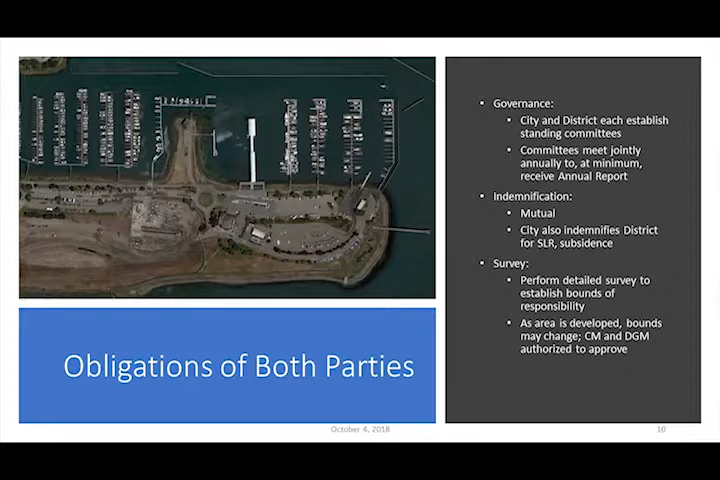 Governance:
City and District each establish
standing committees
Committees meet jointly
annually to, at minimum,
receive Annual Report
Indemnification:
Mutual
City also indemnifies District
for SLR, subsidence
Survey:
Perform detailed survey to
establish bounds of
responsibility
As area is developed, bounds
may change; CM and DGM
authorized to approve
Obligations of Both Parties
October 4, 2018
10